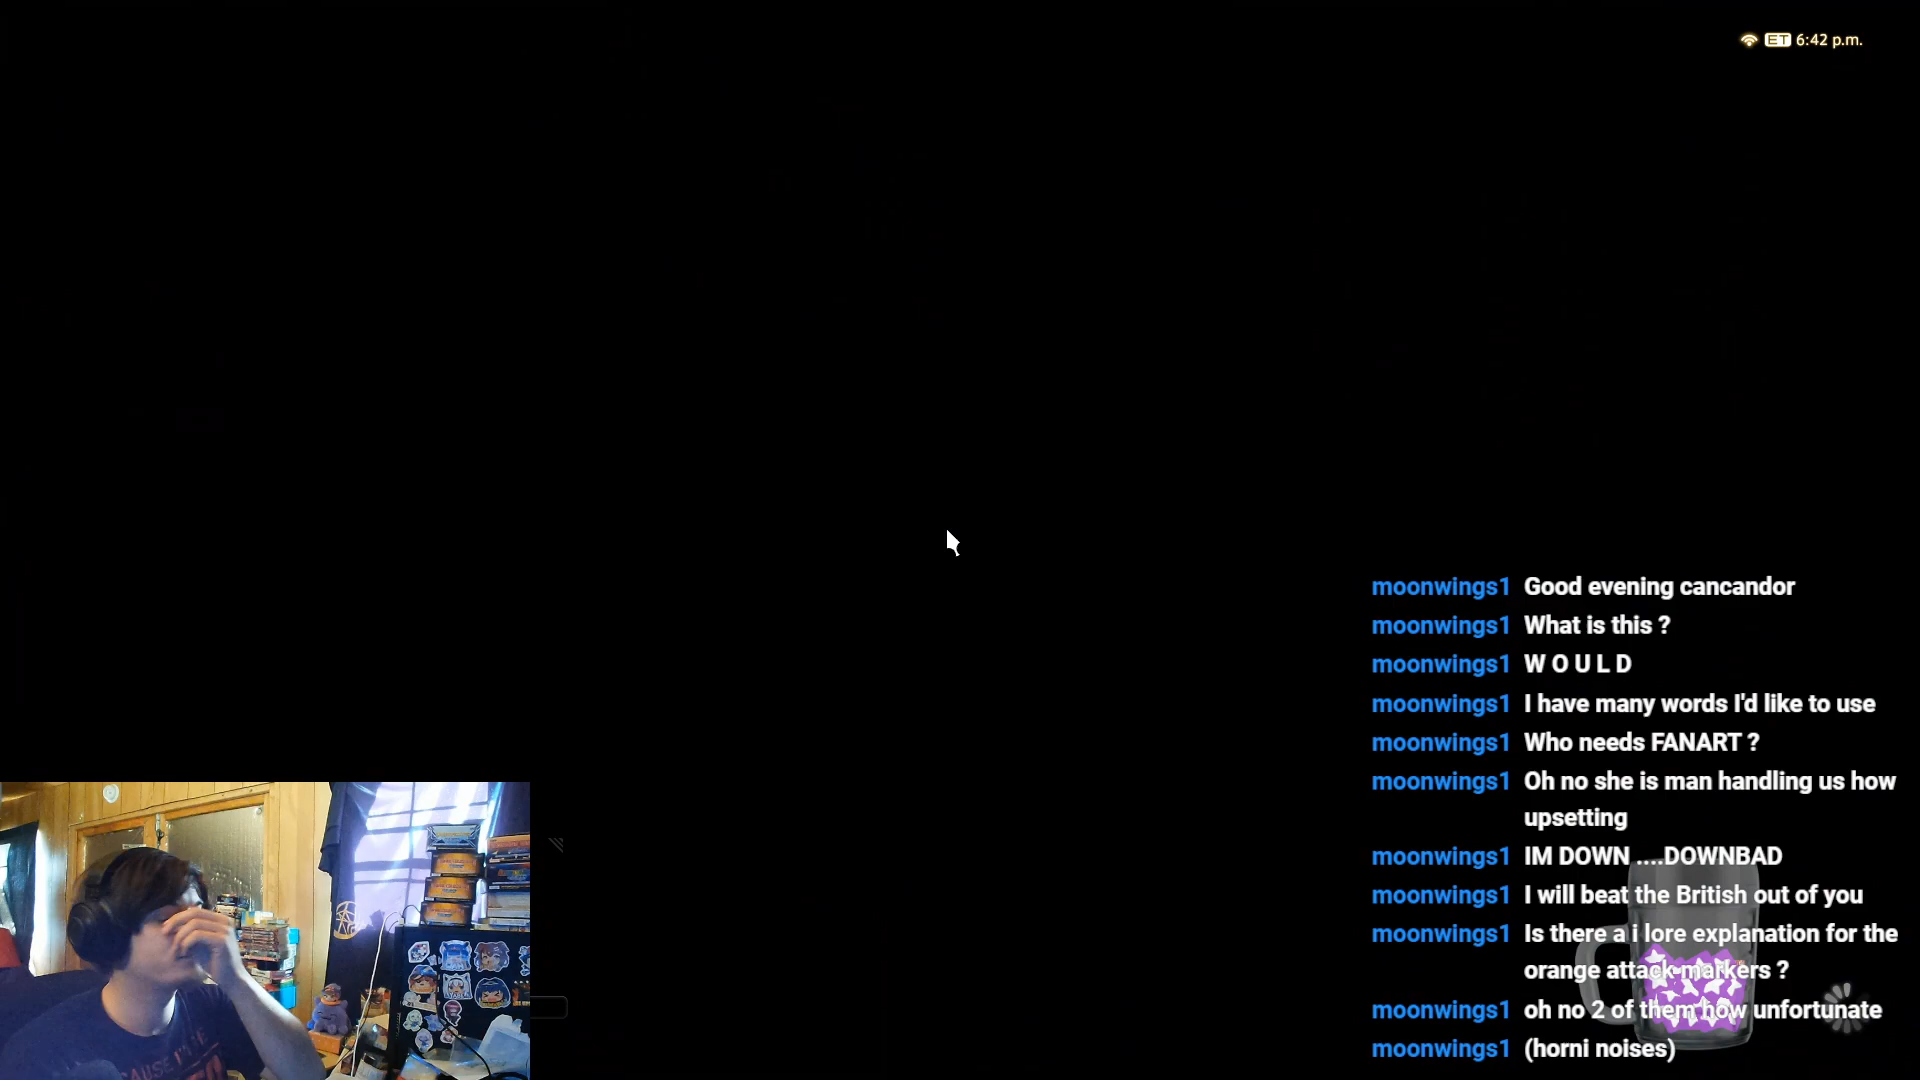 ET 6:42 p.m.
moonwings1 Good evening cancandor
moonwings1 What is this ?
moonwings1 W O U L D
moonwings1 I have many words I'd like to use
moonwings1 Who needs FANART ?
moonwings1 Oh no she is man handling us how
upsetting
moonwings1 IM DOWN ....DOWNBAD
moonwings1 I will beat the British out of you
moonwings1 Is there a i lore explanation for the
orange attack markers ?
moonwings1 oh no 2 of them how unfortunate
moonwings1 (horni noises)